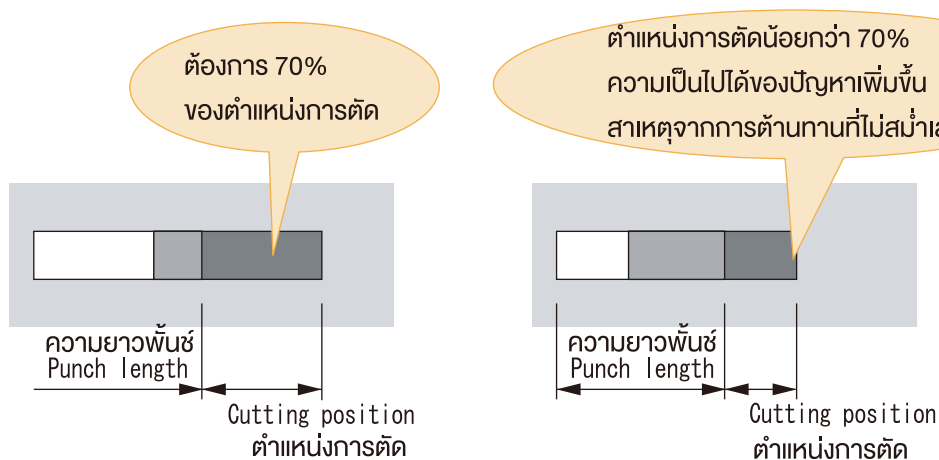 ต้องการ 70%
ของตำแหน่งการตัด
ความยาวพั้นช์
Punch length
Cutting position
ตำแหน่งการตัด
ตำแหน่งการตัดน้อยกว่า 70%
ความเป็นไปได้ของปัญหาเพิ่มขึ้น
สาเหตุจากการต้านทานที่ไม่
ความยาวพั้นช์
Punch length
Cutting position
ตำแหน่งการตัด